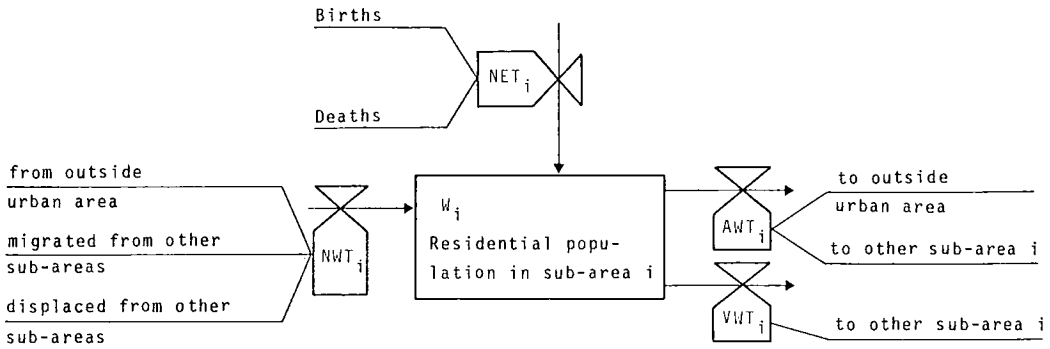 Births
NET_i
Deaths
from outside
urban area
migrated from other
sub-areas
displaced from other
sub-areas
NWT_i
W_i
Residential popu-
lation in sub-area i
AWT_i
to outside
urban area
to other sub-area i
VWT_i
to other sub-area i